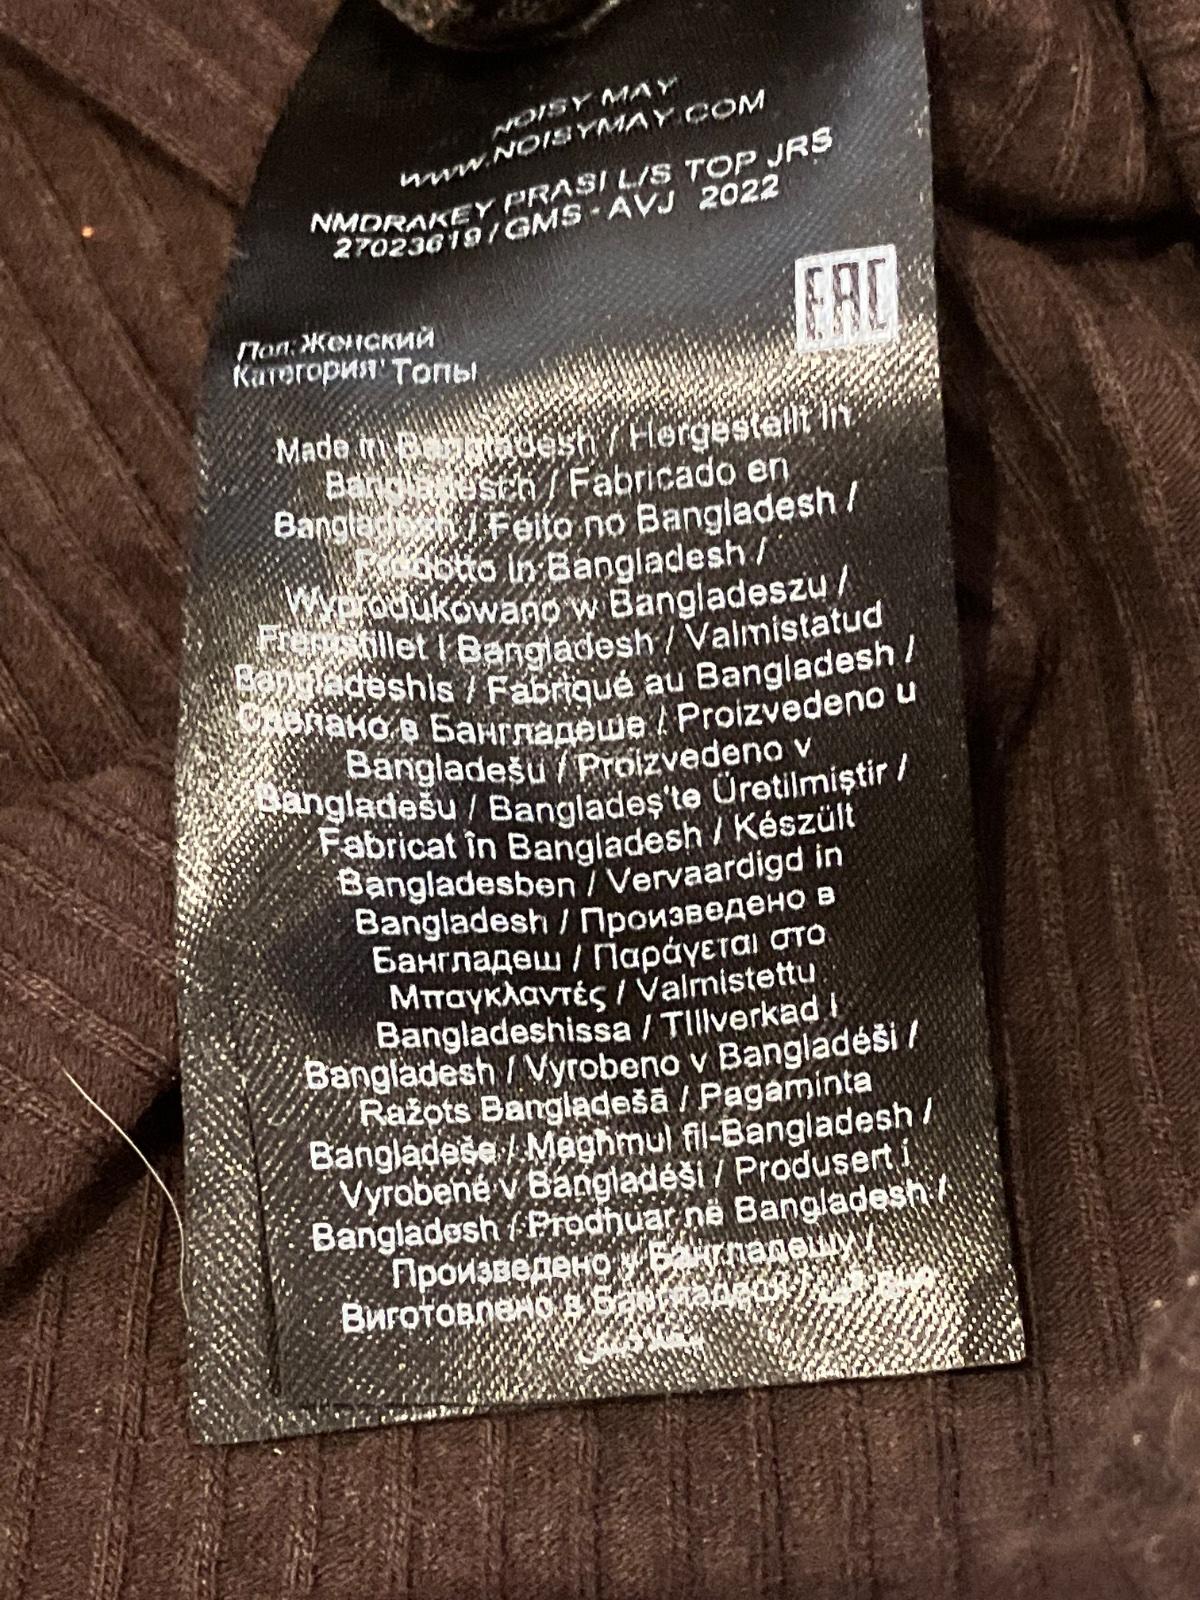 NOISY MAY
www.NOISYMAY.COM
NMDRAKEY PRASI L/S TOP JRS
27023619 / GMS - AVJ 2022
EAC
Пол: Женский
Категория: Топы
Made in Bangladesh / Hergestellt in
Bangladesch / Fabricado en
Bangladesh / Feito no Bangladesh /
Prodotto in Bangladesh /
Wyprodukowano w Bangladeszu /
Fremstillet i Bangladesh / Valmistatud
Bangladeshis / Fabriqué au Bangladesh /
Сделано в Бангладеше / Proizvedeno u
Bangladešu / Proizvedeno v
Bangladešu / Bangladeş'te Üretilmiştir /
Fabricat în Bangladesh / Készült
Bangladesben / Vervaardigd in
Bangladesh / Произведено в
Бангладеш / Παράγεται στο
Μπαγκλαντές / Valmistettu
Bangladeshissa / Tillverkad i
Bangladesh / Vyrobeno v Bangladéši /
Ražots Bangladešā / Pagaminta
Bangladeše / Magħmul fil-Bangladesh /
Vyrobené v Bangladéši / Produsert i
Bangladesh / Prodhuar në Bangladesh /
Произведено у Бангладешу /
Виготовлено в Бангладеш /